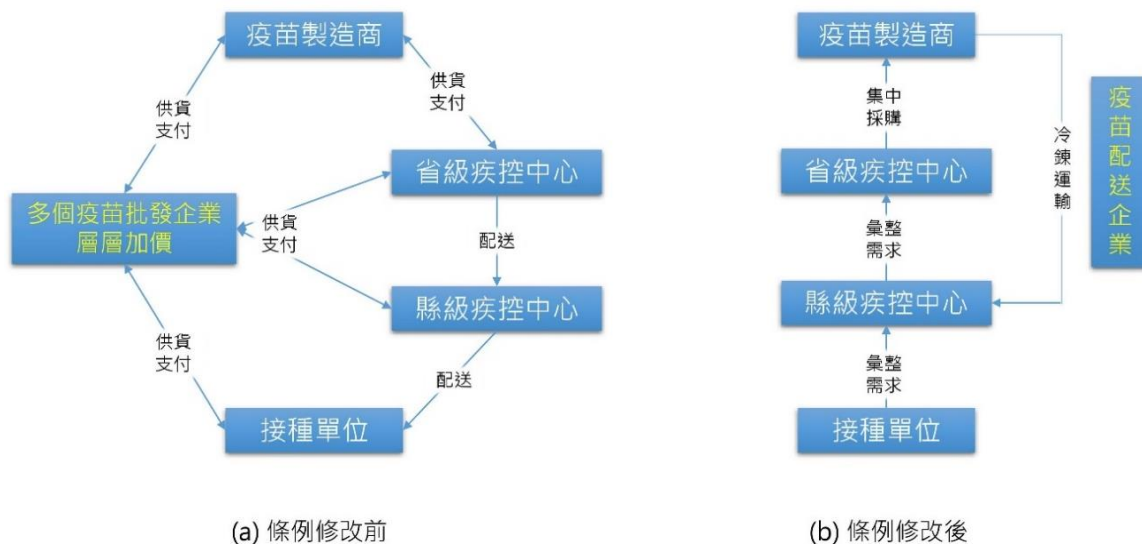 疫苗製造商
供貨
支付
供貨
支付
省級疾控中心
多個疫苗批發企業
層層加價
供貨
支付
配送
縣級疾控中心
供貨
支付
配送
接種單位
(a) 條例修改前
疫苗製造商
集中
採購
省級疾控中心
彙整
需求
縣級疾控中心
彙整
需求
接種單位
冷鍊運輸
疫苗配送企業
(b) 條例修改後